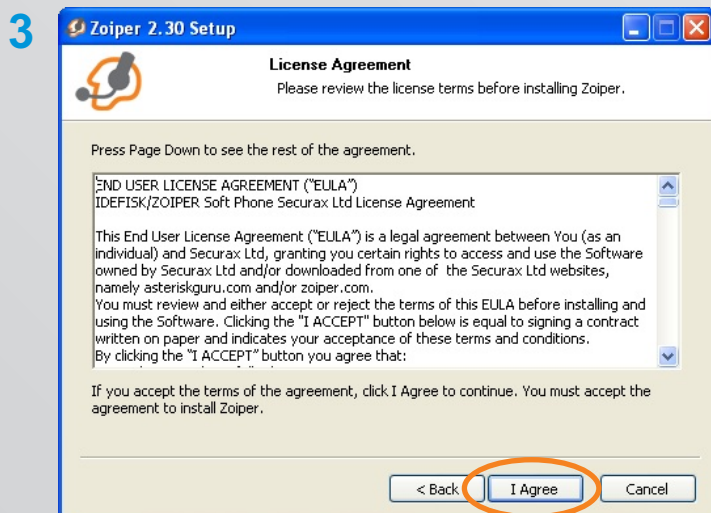 3
Zoiper 2.30 Setup
License Agreement
Please review the license terms before installing Zoiper.
Press Page Down to see the rest of the agreement.
END USER LICENSE AGREEMENT ("EULA")
IDEFISK/ZOIPER Soft Phone Securax Ltd License Agreement
This End User License Agreement ("EULA") is a legal agreement between You (as an
individual) and Securax Ltd, granting you certain rights to access and use the Software
owned by Securax Ltd and/or downloaded from one of the Securax Ltd websites,
namely asteriskguru.com and/or zoiper.com.
You must review and either accept or reject the terms of this EULA before installing and
using the Software. Clicking the "I ACCEPT" button below is equal to signing a contract
written on paper and indicates your acceptance of these terms and conditions.
By clicking the "I ACCEPT" button you agree that:
If you accept the terms of the agreement, click I Agree to continue. You must accept the
agreement to install Zoiper.
< Back I Agree Cancel